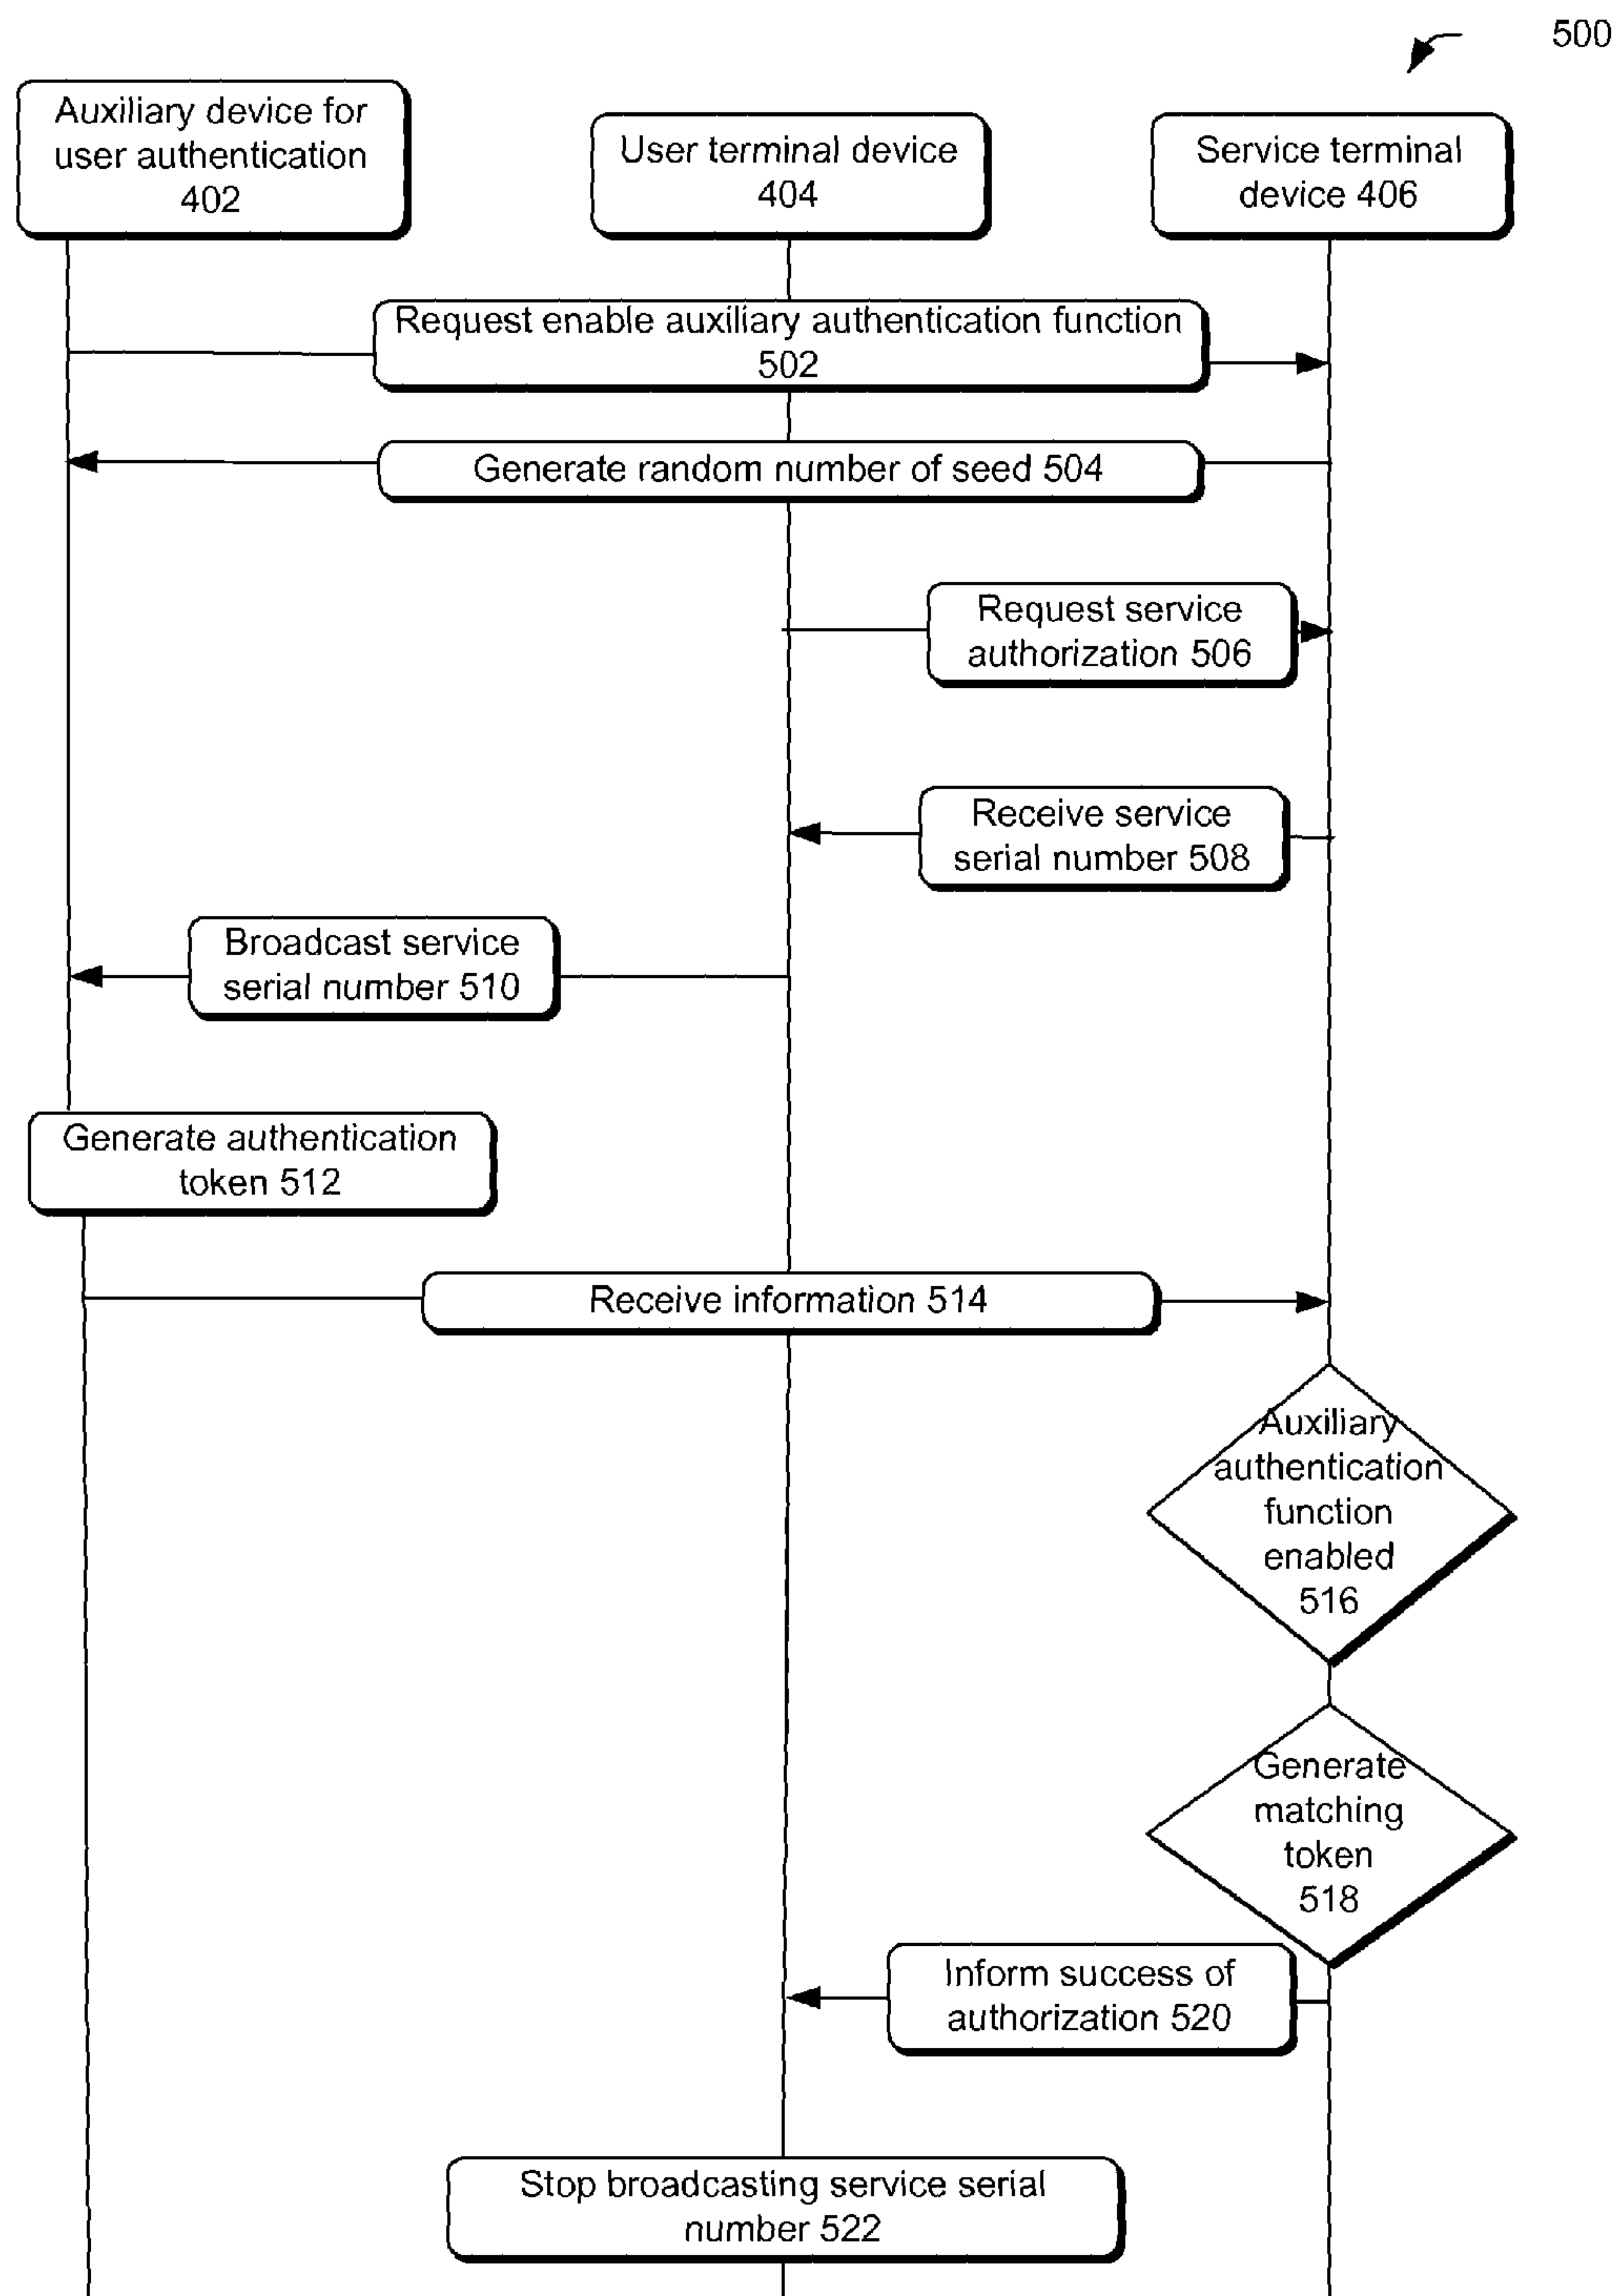 500
Auxiliary device for
user authentication
402
User terminal device
404
Service terminal
device 406
Request enable auxiliary authentication function
502
Generate random number of seed 504
Request service
authorization 506
Receive service
serial number 508
Broadcast service
serial number 510
Generate authentication
token 512
Receive information 514
Auxiliary
authentication
function
enabled
516
Generate
matching
token
518
Inform success of
authorization 520
Stop broadcasting service serial
number 522